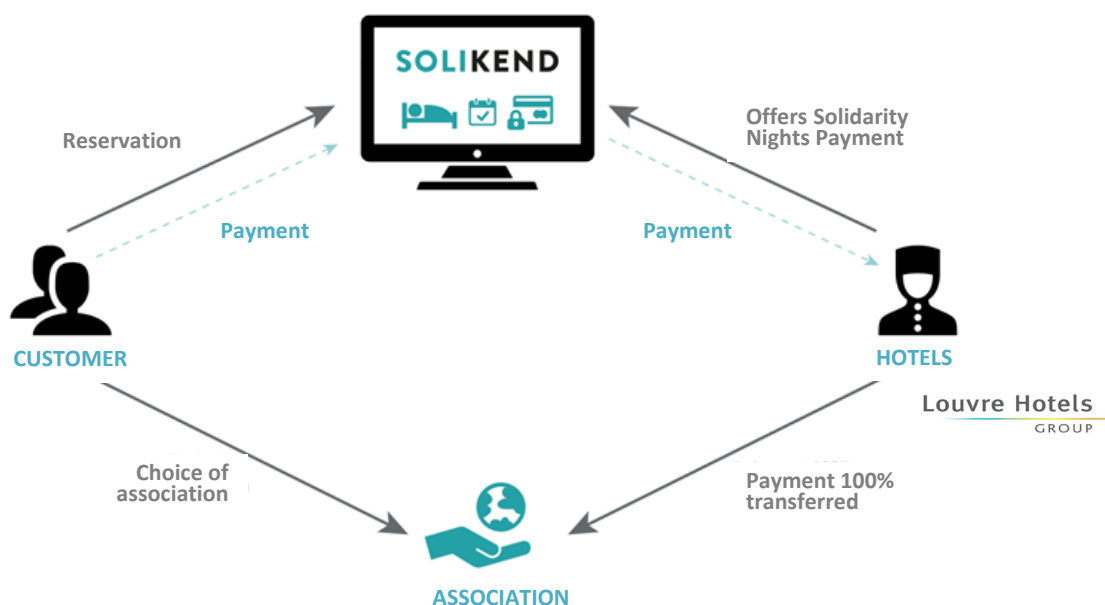 SOLIKEND
Reservation
Offers Solidarity
Nights Payment
Payment
Payment
CUSTOMER
HOTELS
Louvre Hotels
GROUP
Choice of
association
Payment 100%
transferred
ASSOCIATION